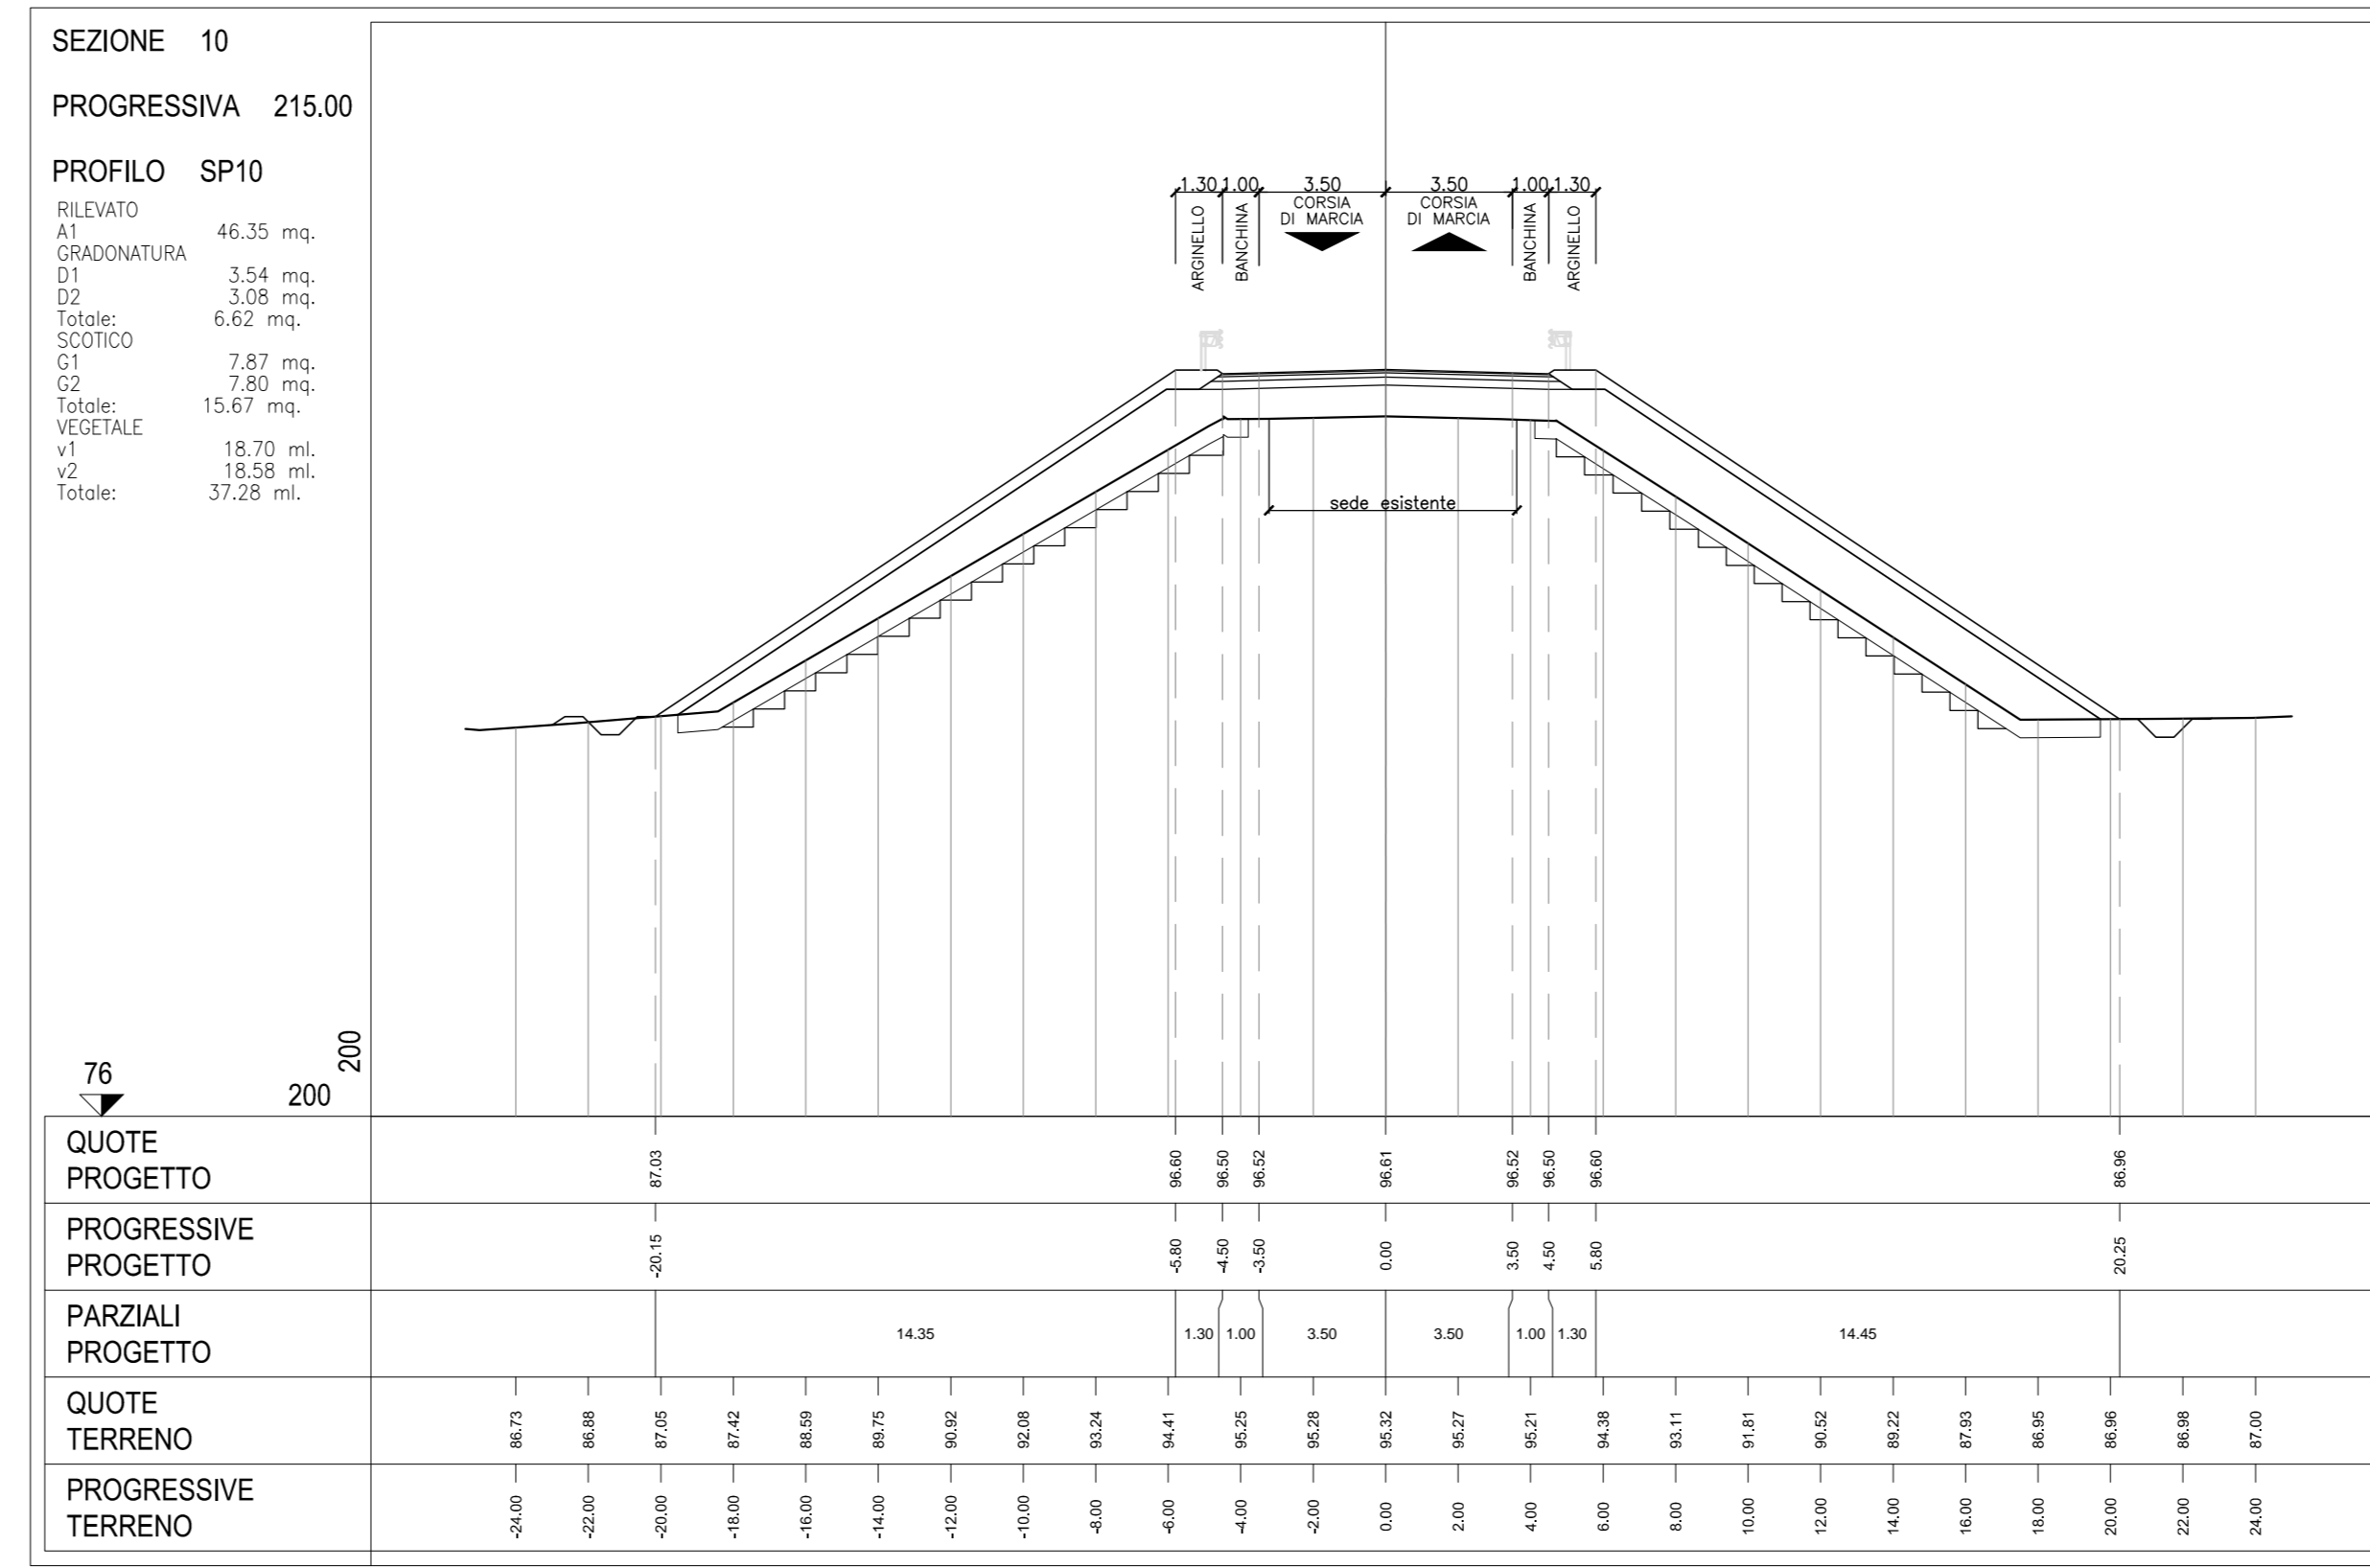 SEZIONE 10
PROGRESSIVA 215.00
PROFILO SP10
RILEVATO
A1 46.35 mq.
GRADONATURA
D1 3.54 mq.
D2 3.08 mq.
Totale: 6.62 mq.
SCOTICO
G1 7.87 mq.
G2 7.80 mq.
Totale: 15.67 mq.
VEGETALE
v1 18.70 ml.
v2 18.58 ml.
Totale: 37.28 ml.
1.30 1.00 3.50 3.50 1.00 1.30
ARGINELLO
BANCHINA
CORSIA
DI MARCIA
CORSIA
DI MARCIA
BANCHINA
ARGINELLO
sede esistente
76
200
200
QUOTE
PROGETTO
87.03 96.60 96.50 96.52 96.61 96.52 96.50 96.60 86.96
PROGRESSIVE
PROGETTO
-20.15 -5.80 -4.50 -3.50 0.00 3.50 4.50 5.80 20.25
PARZIALI
PROGETTO
14.35 1.30 1.00 3.50 3.50 1.00 1.30 14.45
QUOTE
TERRENO
86.73 86.88 87.05 87.42 88.59 89.75 90.92 92.08 93.24 94.41 95.25 95.28 95.32 95.27 95.21 94.38 93.11 91.81 90.52 89.22 87.93 86.95 86.96 86.98 87.00
PROGRESSIVE
TERRENO
-24.00 -22.00 -20.00 -18.00 -16.00 -14.00 -12.00 -10.00 -8.00 -6.00 -4.00 -2.00 0.00 2.00 4.00 6.00 8.00 10.00 12.00 14.00 16.00 18.00 20.00 22.00 24.00